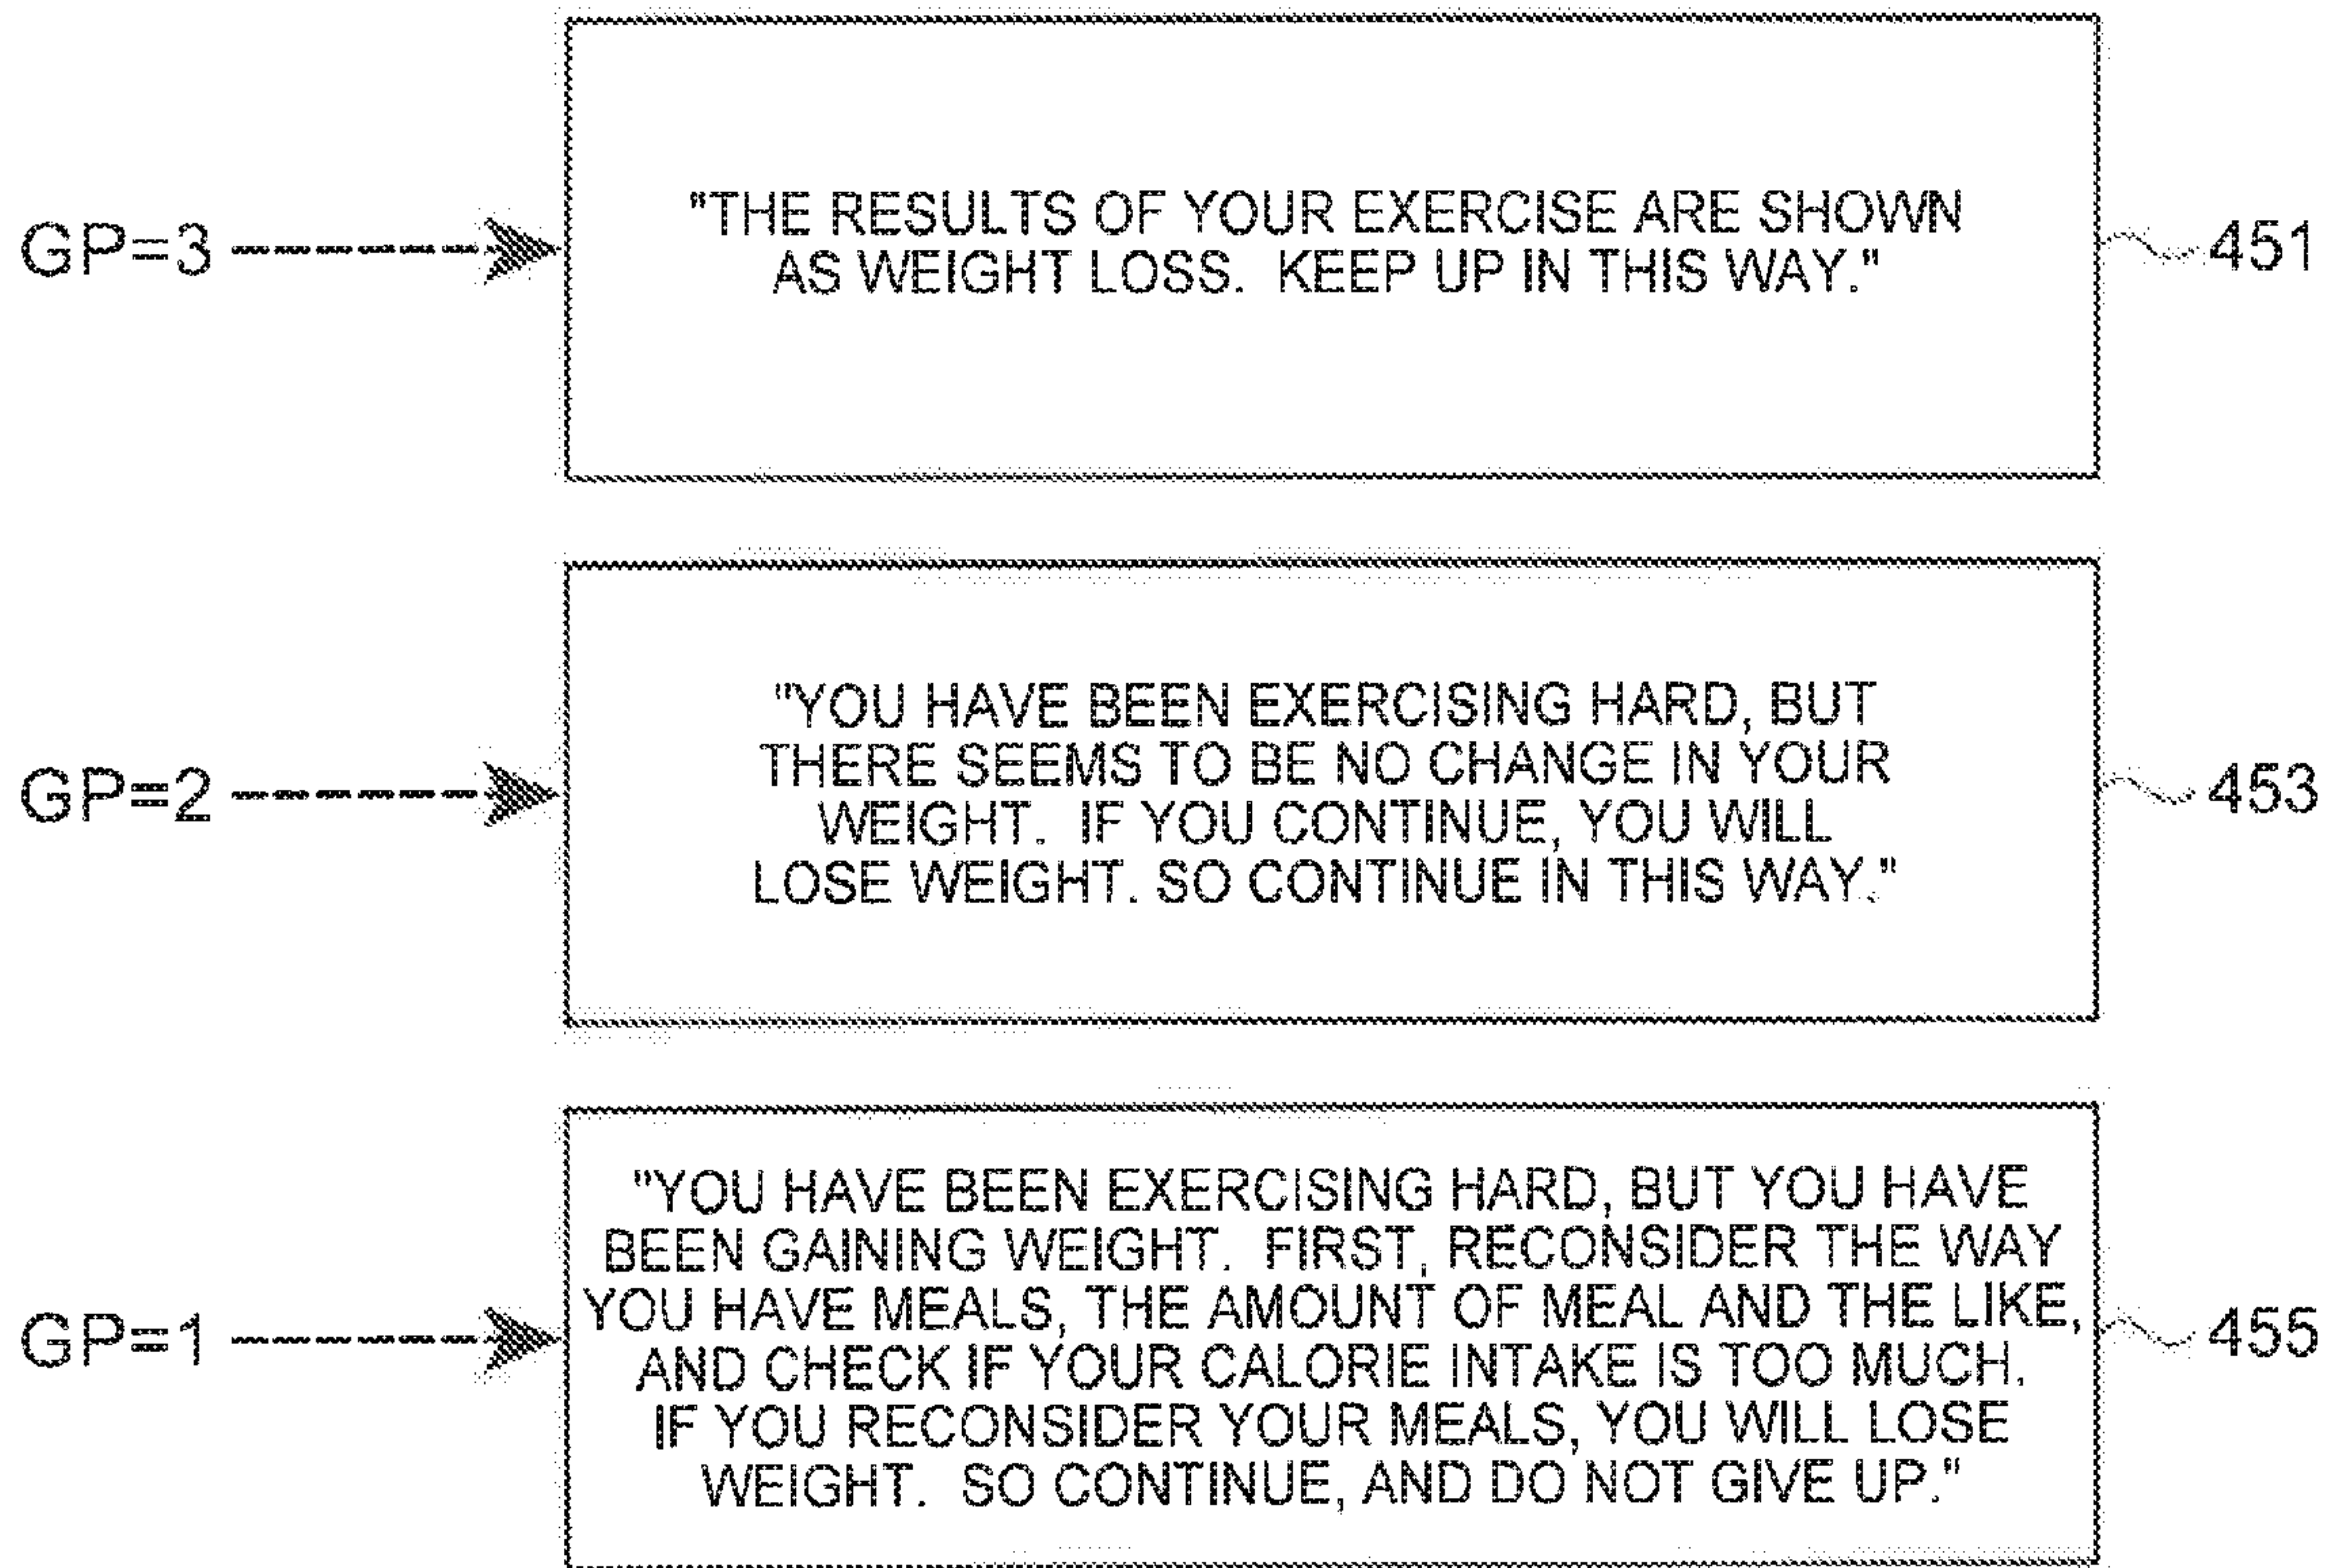 "THE RESULTS OF YOUR EXERCISE ARE SHOWN
AS WEIGHT LOSS. KEEP UP IN THIS WAY."
GP=3
451
"YOU HAVE BEEN EXERCISING HARD, BUT
THERE SEEMS TO BE NO CHANGE IN YOUR
WEIGHT. IF YOU CONTINUE, YOU WILL
LOSE WEIGHT. SO CONTINUE IN THIS WAY."
GP=2
453
"YOU HAVE BEEN EXERCISING HARD, BUT YOU HAVE
BEEN GAINING WEIGHT. FIRST, RECONSIDER THE WAY
YOU HAVE MEALS, THE AMOUNT OF MEAL AND THE LIKE,
AND CHECK IF YOUR CALORIE INTAKE IS TOO MUCH.
IF YOU RECONSIDER YOUR MEALS, YOU WILL LOSE
WEIGHT. SO CONTINUE, AND DO NOT GIVE UP."
GP=1
455